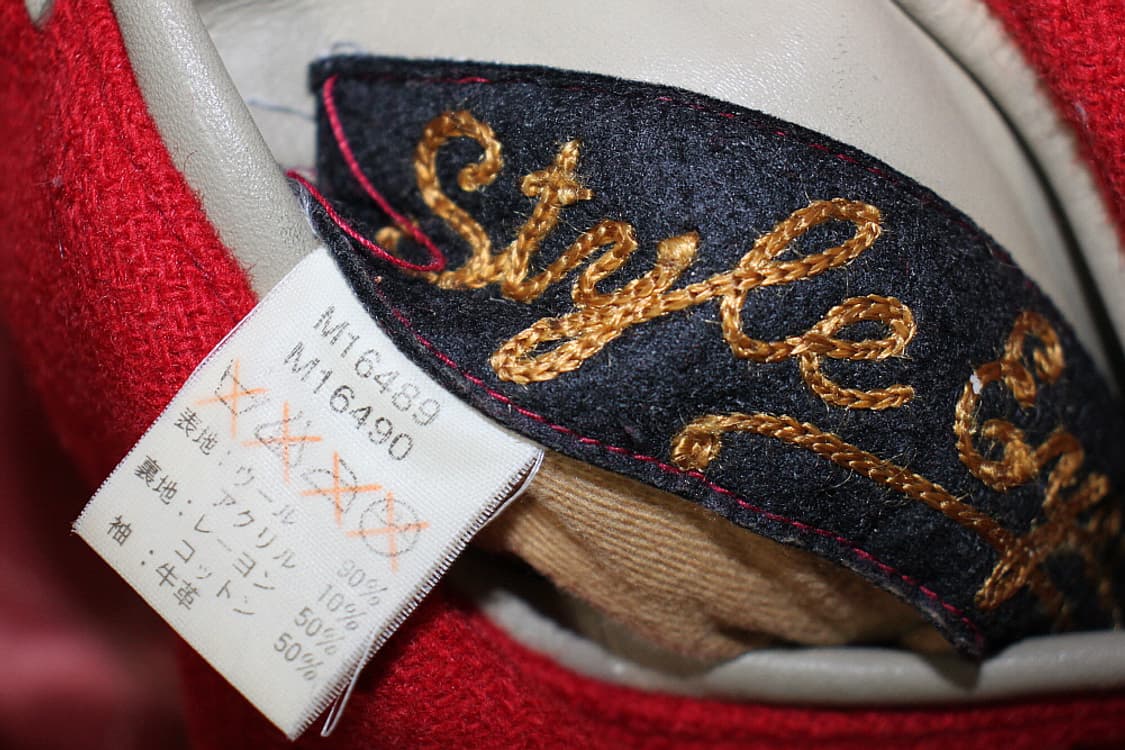 Style
M16489
M16490
表地:ウール 90%
アクリル 10%
裏地:レーヨン 50%
コットン 50%
袖:牛革